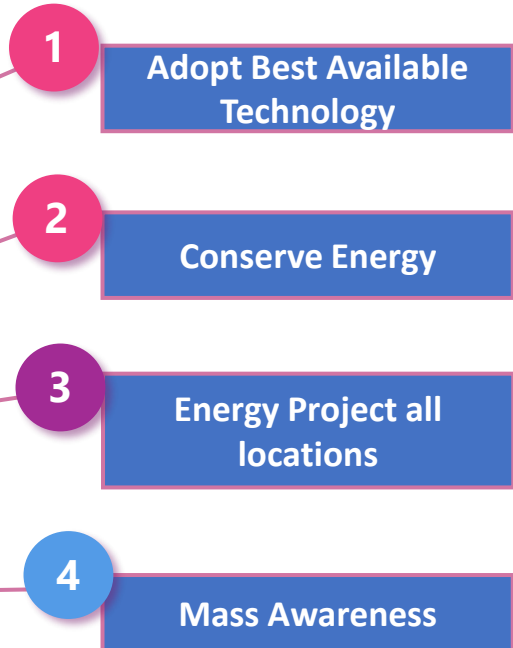 1
Adopt Best Available
Technology
2
Conserve Energy
3
Energy Project all
locations
4
Mass Awareness